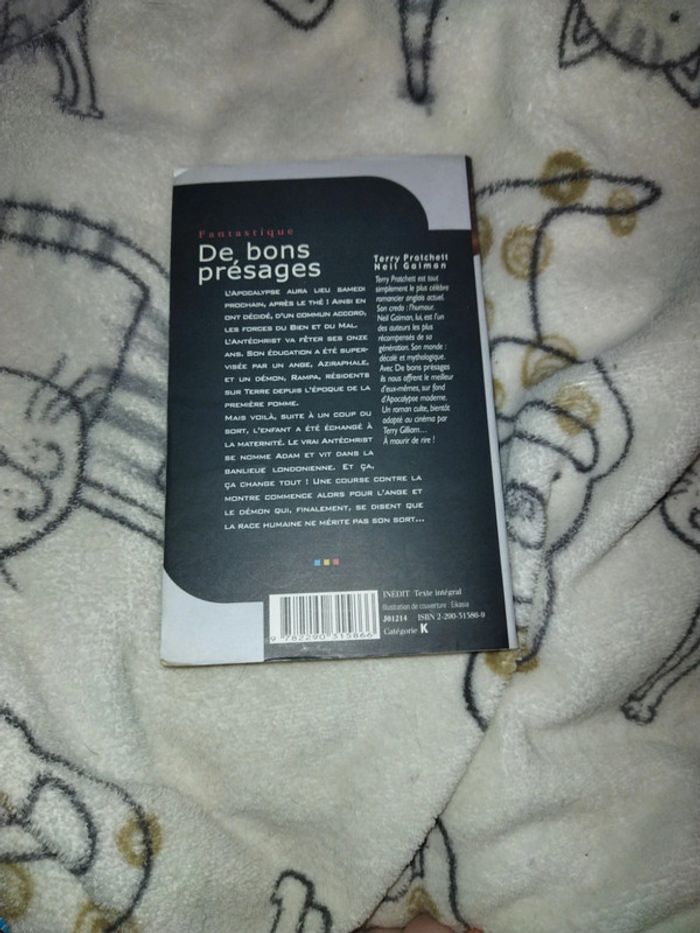 Fantastique
De bons
présages
L'APOCALYPSE AURA LIEU SAMEDI
PROCHAIN, APRÈS LE THÉ ! AINSI EN
ONT DÉCIDÉ, D'UN COMMUN ACCORD,
LES FORCES DU BIEN ET DU MAL.
L'ANTÉCHRIST VA FÊTER SES ONZE
ANS. SON ÉDUCATION A ÉTÉ SUPER-
VISÉE PAR UN ANGE, AZIRAPHALE,
ET UN DÉMON, RAMPA, RÉSIDENTS
SUR TERRE DEPUIS L'ÉPOQUE DE LA
PREMIÈRE POMME.
MAIS VOILÀ, SUITE À UN COUP DU
SORT, L'ENFANT A ÉTÉ ÉCHANGÉ À
LA MATERNITÉ. LE VRAI ANTÉCHRIST
SE NOMME ADAM ET VIT DANS LA
BANLIEUE LONDONIENNE. ET ÇA,
ÇA CHANGE TOUT ! UNE COURSE CONTRE LA
MONTRE COMMENCE ALORS POUR L'ANGE ET
LE DÉMON QUI, FINALEMENT, SE DISENT QUE
LA RACE HUMAINE NE MÉRITE PAS SON SORT...
Terry Pratchett
Neil Gaiman
Terry Pratchett est tout
simplement le plus célèbre
romancier anglais actuel.
Son credo : l'humour.
Neil Gaiman, lui, est l'un
des auteurs les plus
récompensés de sa
génération. Son monde :
décalé et mythologique.
Avec De bons présages
ils nous offrent le meilleur
d'eux-mêmes, sur fond
d'Apocalypse moderne.
Un roman culte, bientôt
adapté au cinéma par
Terry Gilliam...
À mourir de rire !
9 782290 315866
INÉDIT Texte intégral
Illustration de couverture : Eikasia
J01214 ISBN 2-290-31586-9
Catégorie K